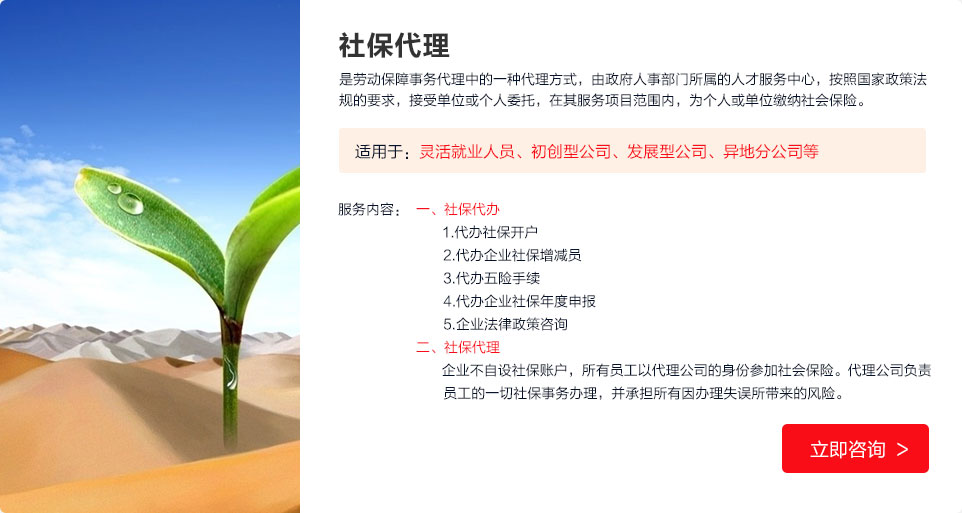 社保代理
是劳动保障事务代理中的一种代理方式，由政府人事部门所属的人才服务中心，按照国家政策法
规的要求，接受单位或个人委托，在其服务项目范围内，为个人或单位缴纳社会保险。
适用于：灵活就业人员、初创型公司、发展型公司、异地分公司等
服务内容： 一、社保代办
1.代办社保开户
2.代办企业社保增减员
3.代办五险手续
4.代办企业社保年度申报
5.企业法律政策咨询
二、社保代理
企业不自设社保账户，所有员工以代理公司的身份参加社会保险。代理公司负责
员工的一切社保事务办理，并承担所有因办理失误所带来的风险。
立即咨询 >